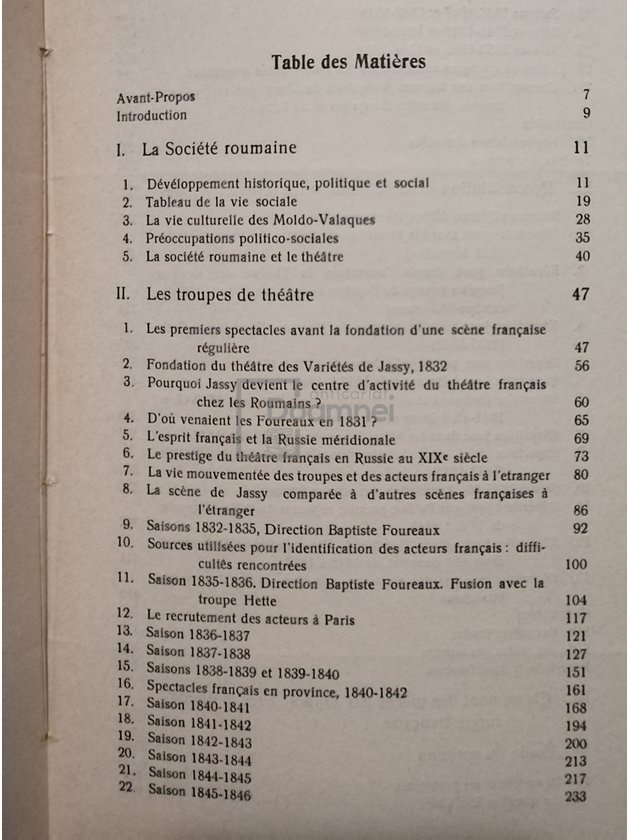 Table des Matières
Avant-Propos 7
Introduction 9
I. La Société roumaine 11
1. Dévéloppement historique, politique et social 11
2. Tableau de la vie sociale 19
3. La vie culturelle des Moldo-Valaques 28
4. Préoccupations politico-sociales 35
5. La société roumaine et le théâtre 40
II. Les troupes de théâtre 47
1. Les premiers spectacles avant la fondation d'une scène française
régulière 47
2. Fondation du théâtre des Variétés de Jassy, 1832 56
3. Pourquoi Jassy devient le centre d'activité du théâtre français
chez les Roumains ? 60
4. D'où venaient les Foureaux en 1831 ? 65
5. L'esprit français et la Russie méridionale 69
6. Le prestige du théâtre français en Russie au XIXe siècle 73
7. La vie mouvementée des troupes et des acteurs français à l'etranger 80
8. La scène de Jassy comparée à d'autres scènes françaises à
l'étranger 86
9. Saisons 1832-1835, Direction Baptiste Foureaux 92
10. Sources utilisées pour l'identification des acteurs français : diffi-
cultés rencontrées 100
11. Saison 1835-1836. Direction Baptiste Foureaux. Fusion avec la
troupe Hette 104
12. Le recrutement des acteurs à Paris 117
13. Saison 1836-1837 121
14. Saison 1837-1838 127
15. Saisons 1838-1839 et 1839-1840 151
16. Spectacles français en province, 1840-1842 161
17. Saison 1840-1841 168
18. Saison 1841-1842 194
19. Saison 1842-1843 200
20. Saison 1843-1844 213
21. Saison 1844-1845 217
22. Saison 1845-1846 233